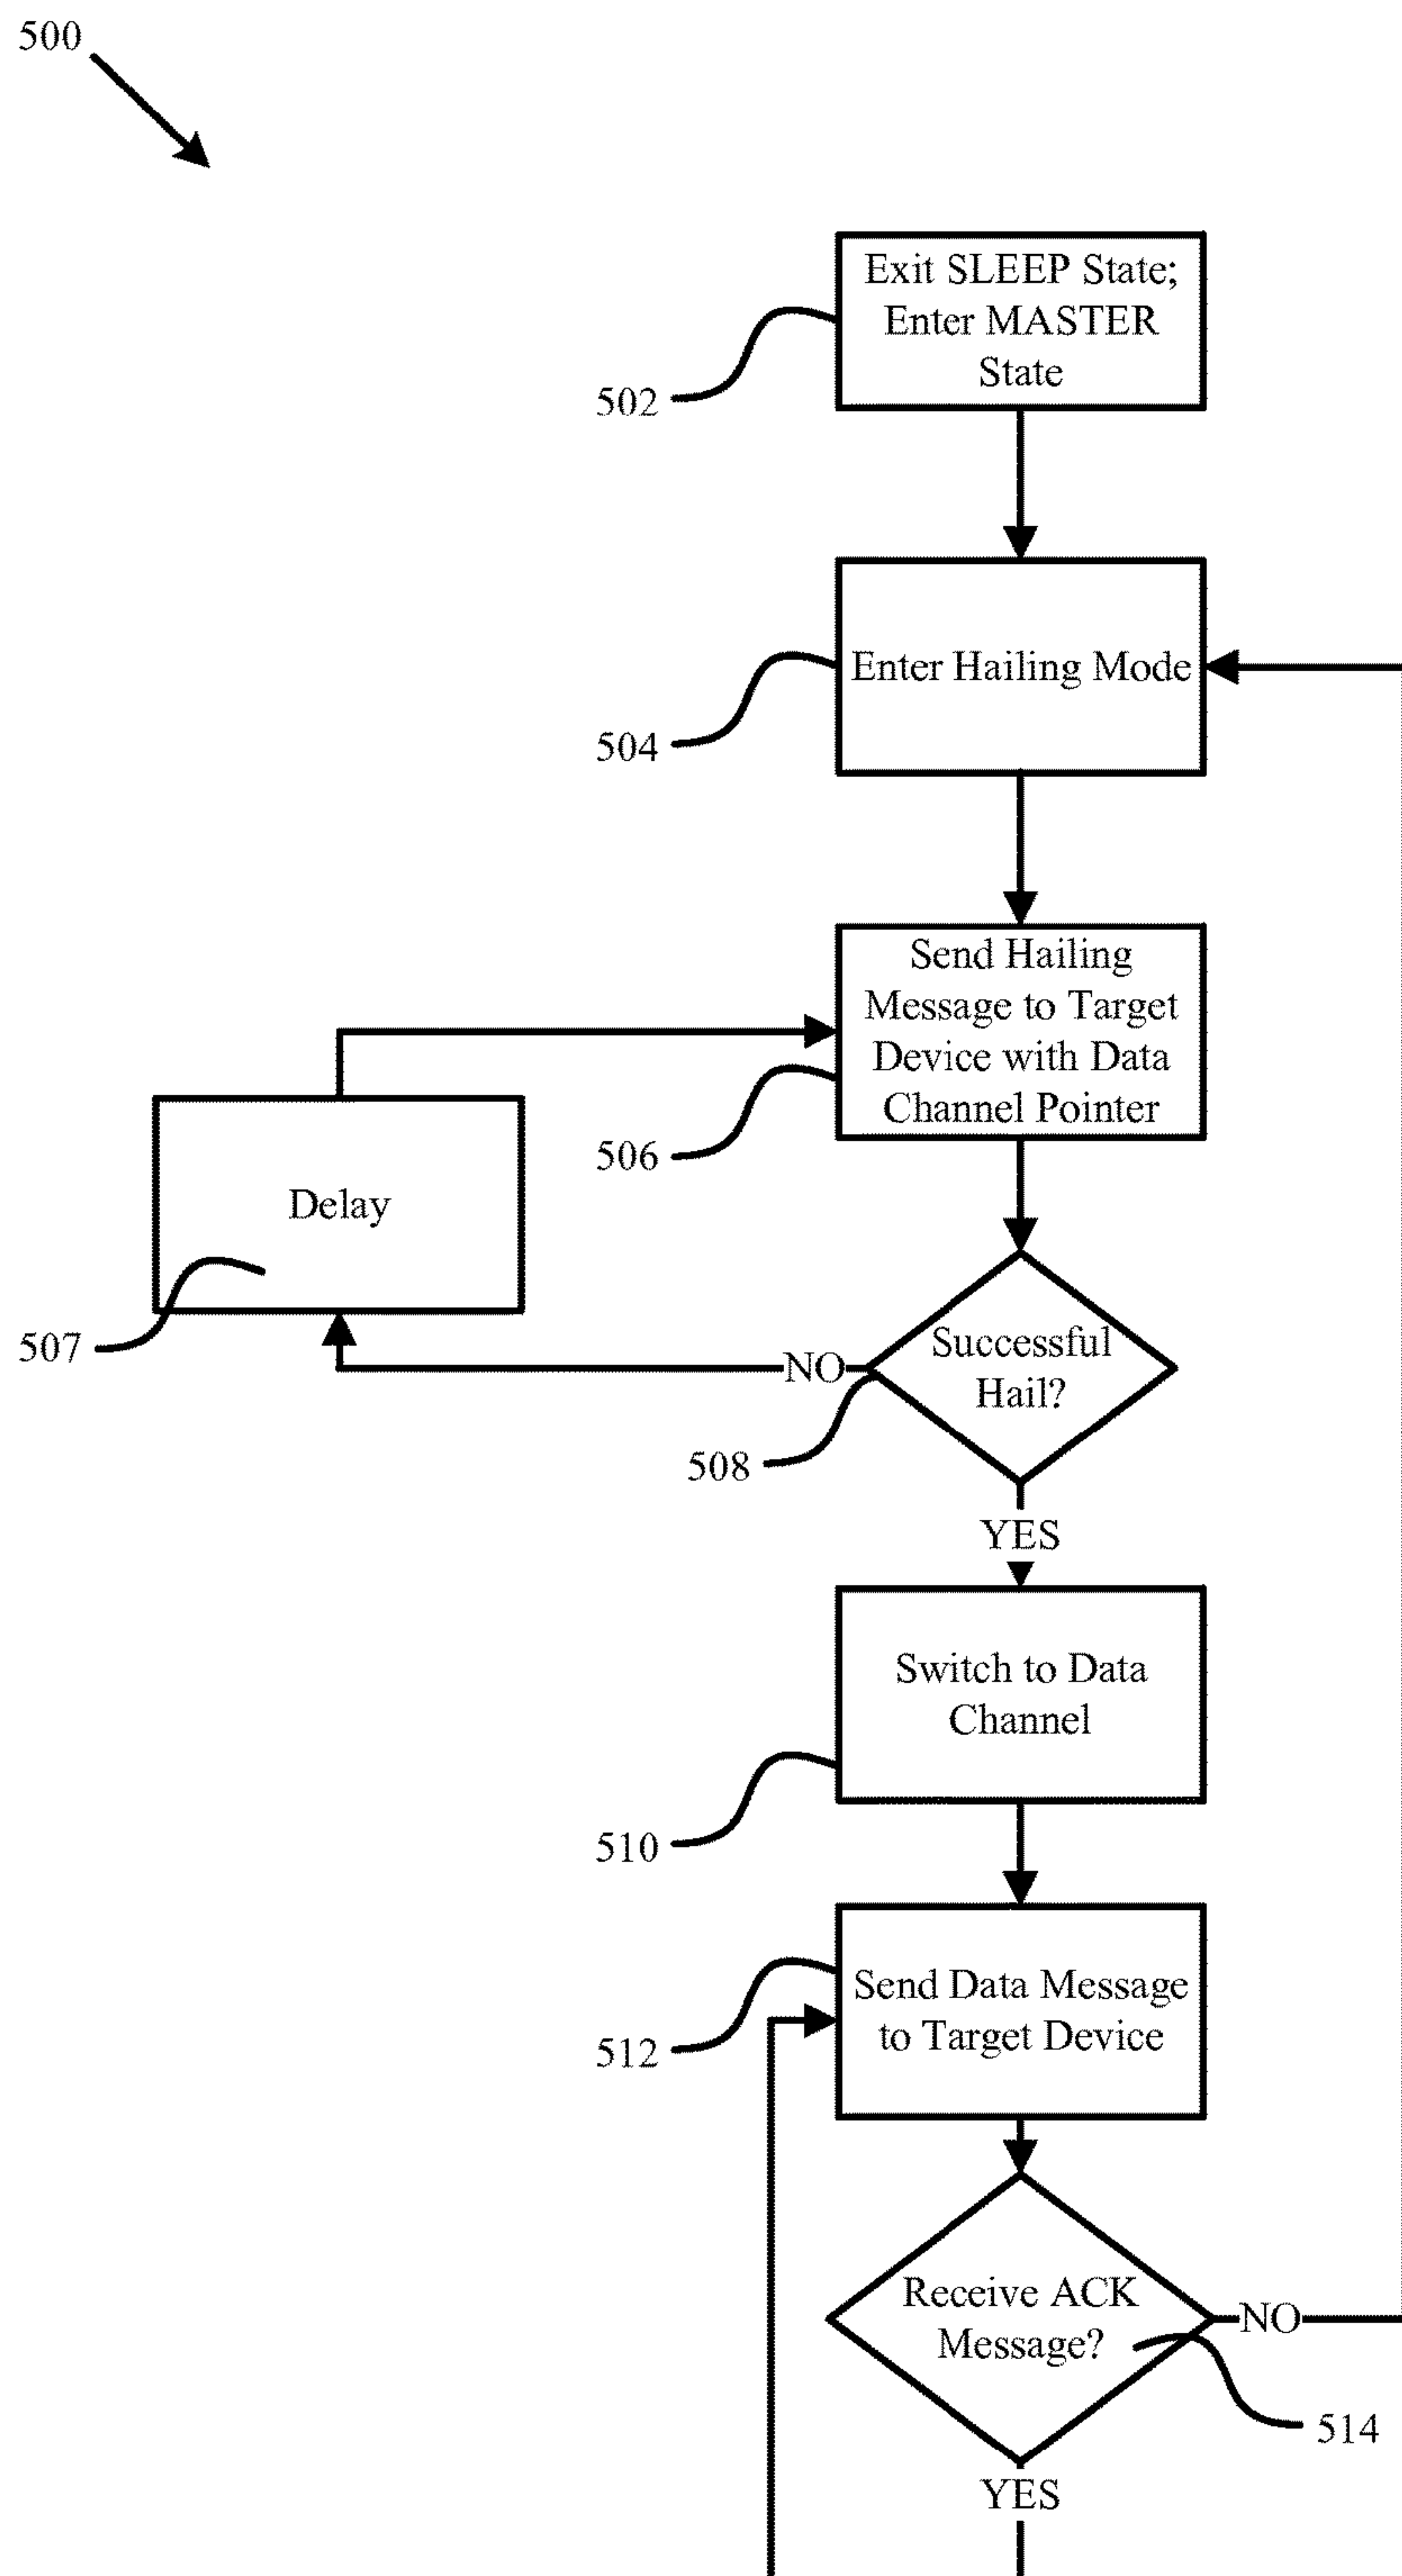 500
Exit SLEEP State;
Enter MASTER
State
502
Enter Hailing Mode
504
Send Hailing
Message to Target
Device with Data
Channel Pointer
506
Delay
507
Successful
Hail?
NO
508
YES
Switch to Data
Channel
510
Send Data Message
to Target Device
512
Receive ACK
Message?
NO
514
YES